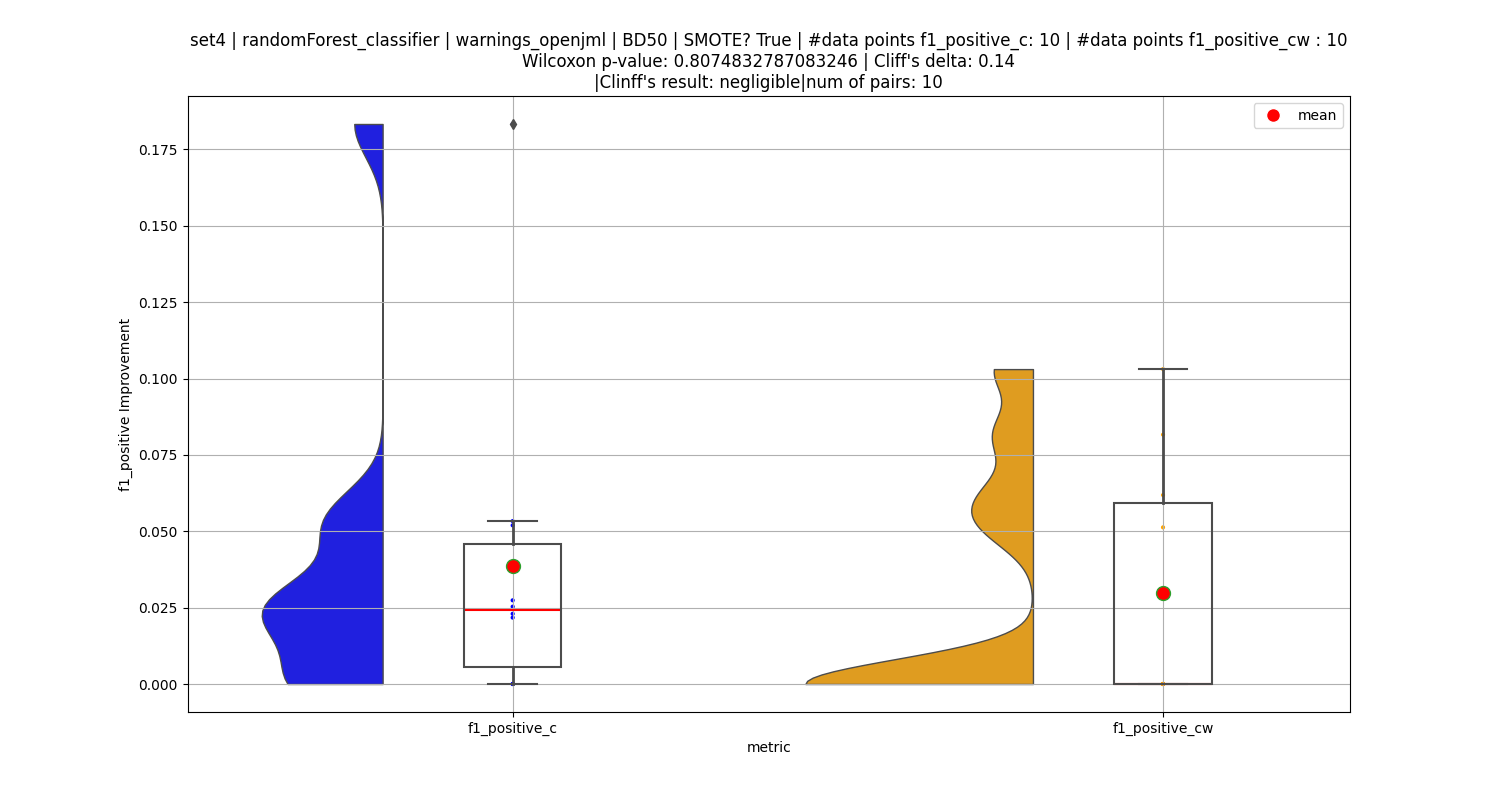 set4 | randomForest_classifier | warnings_openjml | BD50 | SMOTE? True | #data points f1_positive_c: 10 | #data points f1_positive_cw : 10
Wilcoxon p-value: 0.8074832787083246 | Cliff's delta: 0.14
|Clinff's result: negligible|num of pairs: 10
mean
0.175
0.150
0.125
0.100
0.075
0.050
0.025
0.000
f1_positive Improvement
f1_positive_c
f1_positive_cw
metric